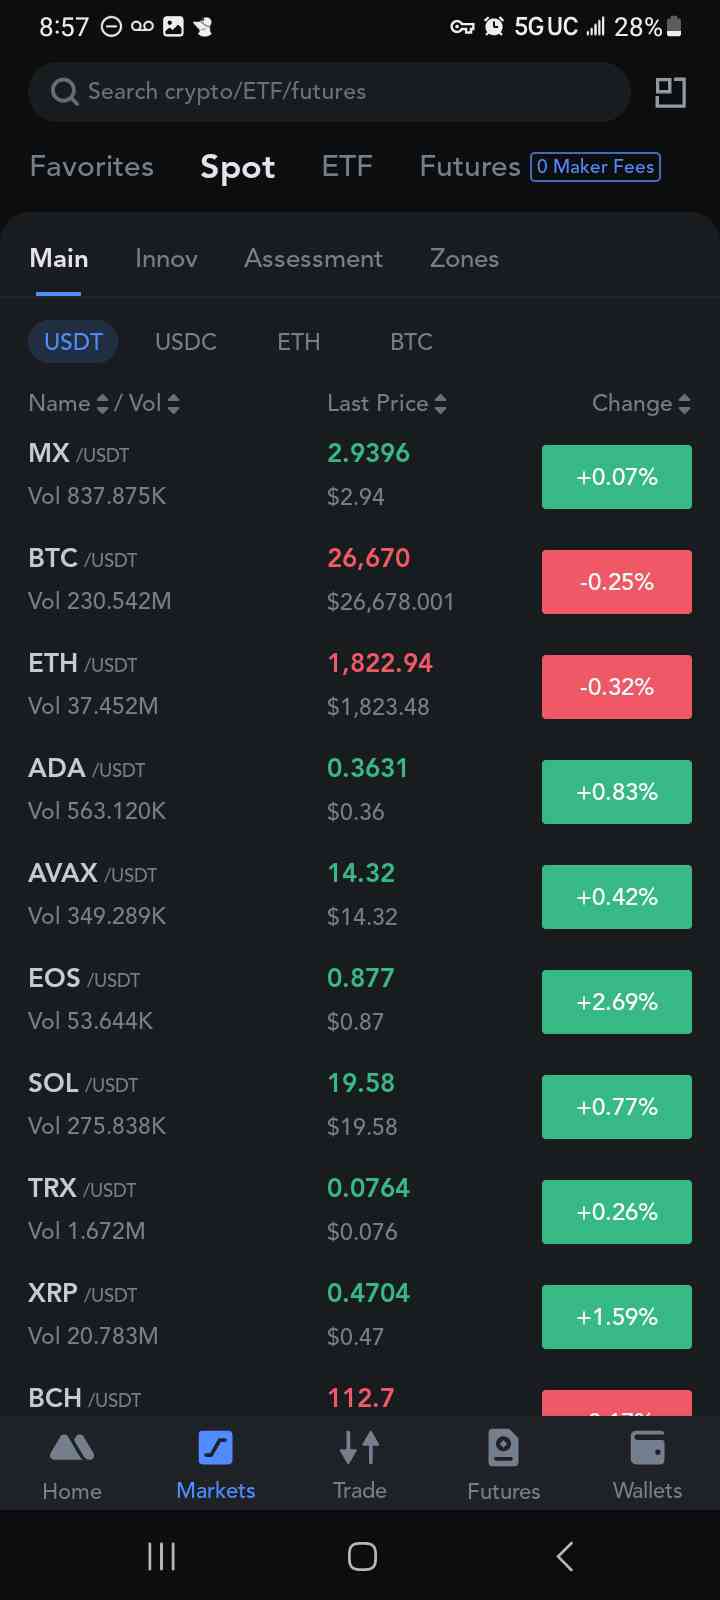 8:57 5G UC 28%
Search crypto/ETF/futures
Favorites Spot ETF Futures 0 Maker Fees
Main Innov Assessment Zones
USDT USDC ETH BTC
Name / Vol Last Price Change
MX /USDT 2.9396 +0.07%
Vol 837.875K $2.94
BTC /USDT 26,670 -0.25%
Vol 230.542M $26,678.001
ETH /USDT 1,822.94 -0.32%
Vol 37.452M $1,823.48
ADA /USDT 0.3631 +0.83%
Vol 563.120K $0.36
AVAX /USDT 14.32 +0.42%
Vol 349.289K $14.32
EOS /USDT 0.877 +2.69%
Vol 53.644K $0.87
SOL /USDT 19.58 +0.77%
Vol 275.838K $19.58
TRX /USDT 0.0764 +0.26%
Vol 1.672M $0.076
XRP /USDT 0.4704 +1.59%
Vol 20.783M $0.47
BCH /USDT 112.7
Home Markets Trade Futures Wallets